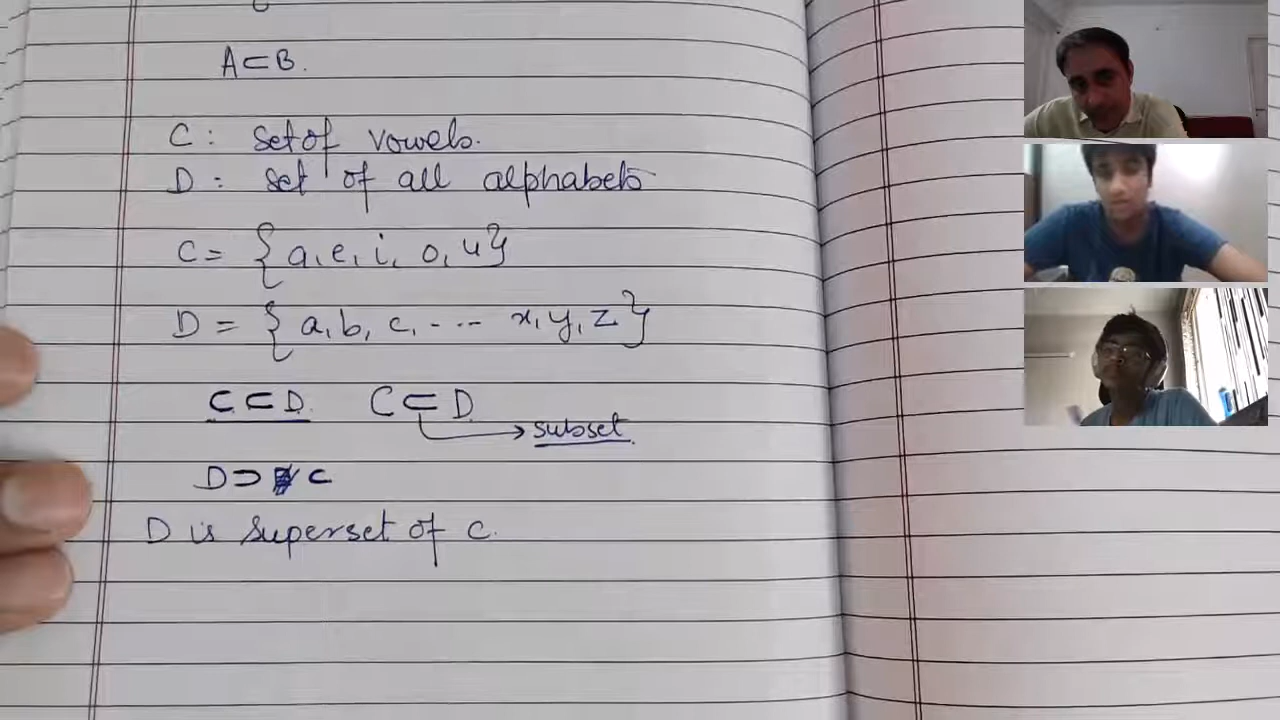 A⊂B.
C: set of vowels.
D: set of all alphabets
C= {a, e, i, o, u}
D = {a, b, c, --- x, y, z}
C⊂D. C⊂D
→ subset.
D⊃ C
D is superset of C.